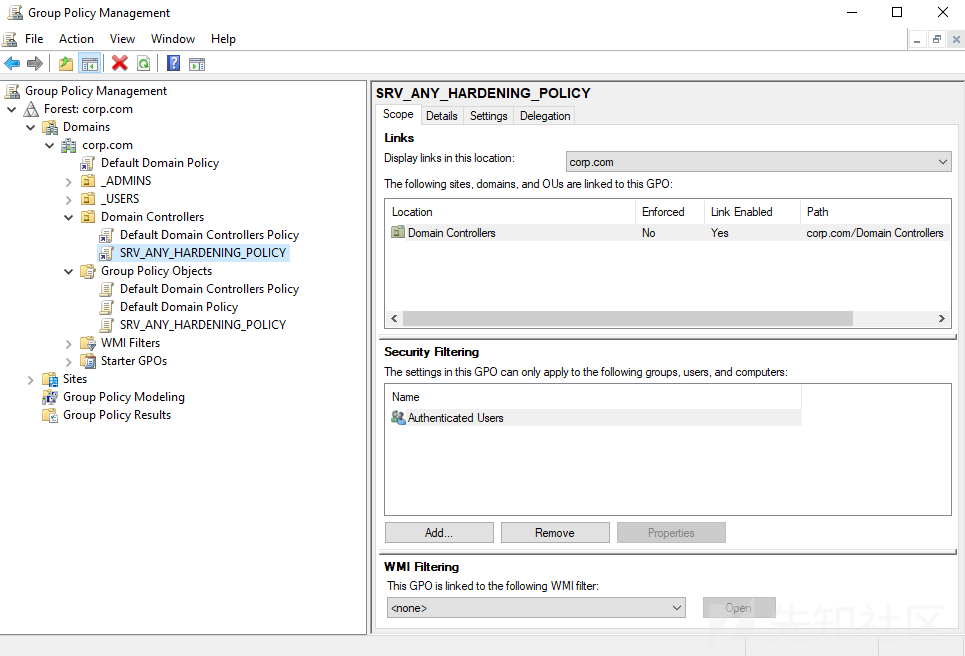 Group Policy Management
File Action View Window Help
Group Policy Management
Forest: corp.com
Domains
corp.com
Default Domain Policy
_ADMINS
_USERS
Domain Controllers
Default Domain Controllers Policy
SRV_ANY_HARDENING_POLICY
Group Policy Objects
Default Domain Controllers Policy
Default Domain Policy
SRV_ANY_HARDENING_POLICY
WMI Filters
Starter GPOs
Sites
Group Policy Modeling
Group Policy Results
SRV_ANY_HARDENING_POLICY
Scope Details Settings Delegation
Links
Display links in this location: corp.com
The following sites, domains, and OUs are linked to this GPO:
Location Enforced Link Enabled Path
Domain Controllers No Yes corp.com/Domain Controllers
Security Filtering
The settings in this GPO can only apply to the following groups, users, and computers:
Name
Authenticated Users
Add... Remove Properties
WMI Filtering
This GPO is linked to the following WMI filter:
<none> Open
先知社区